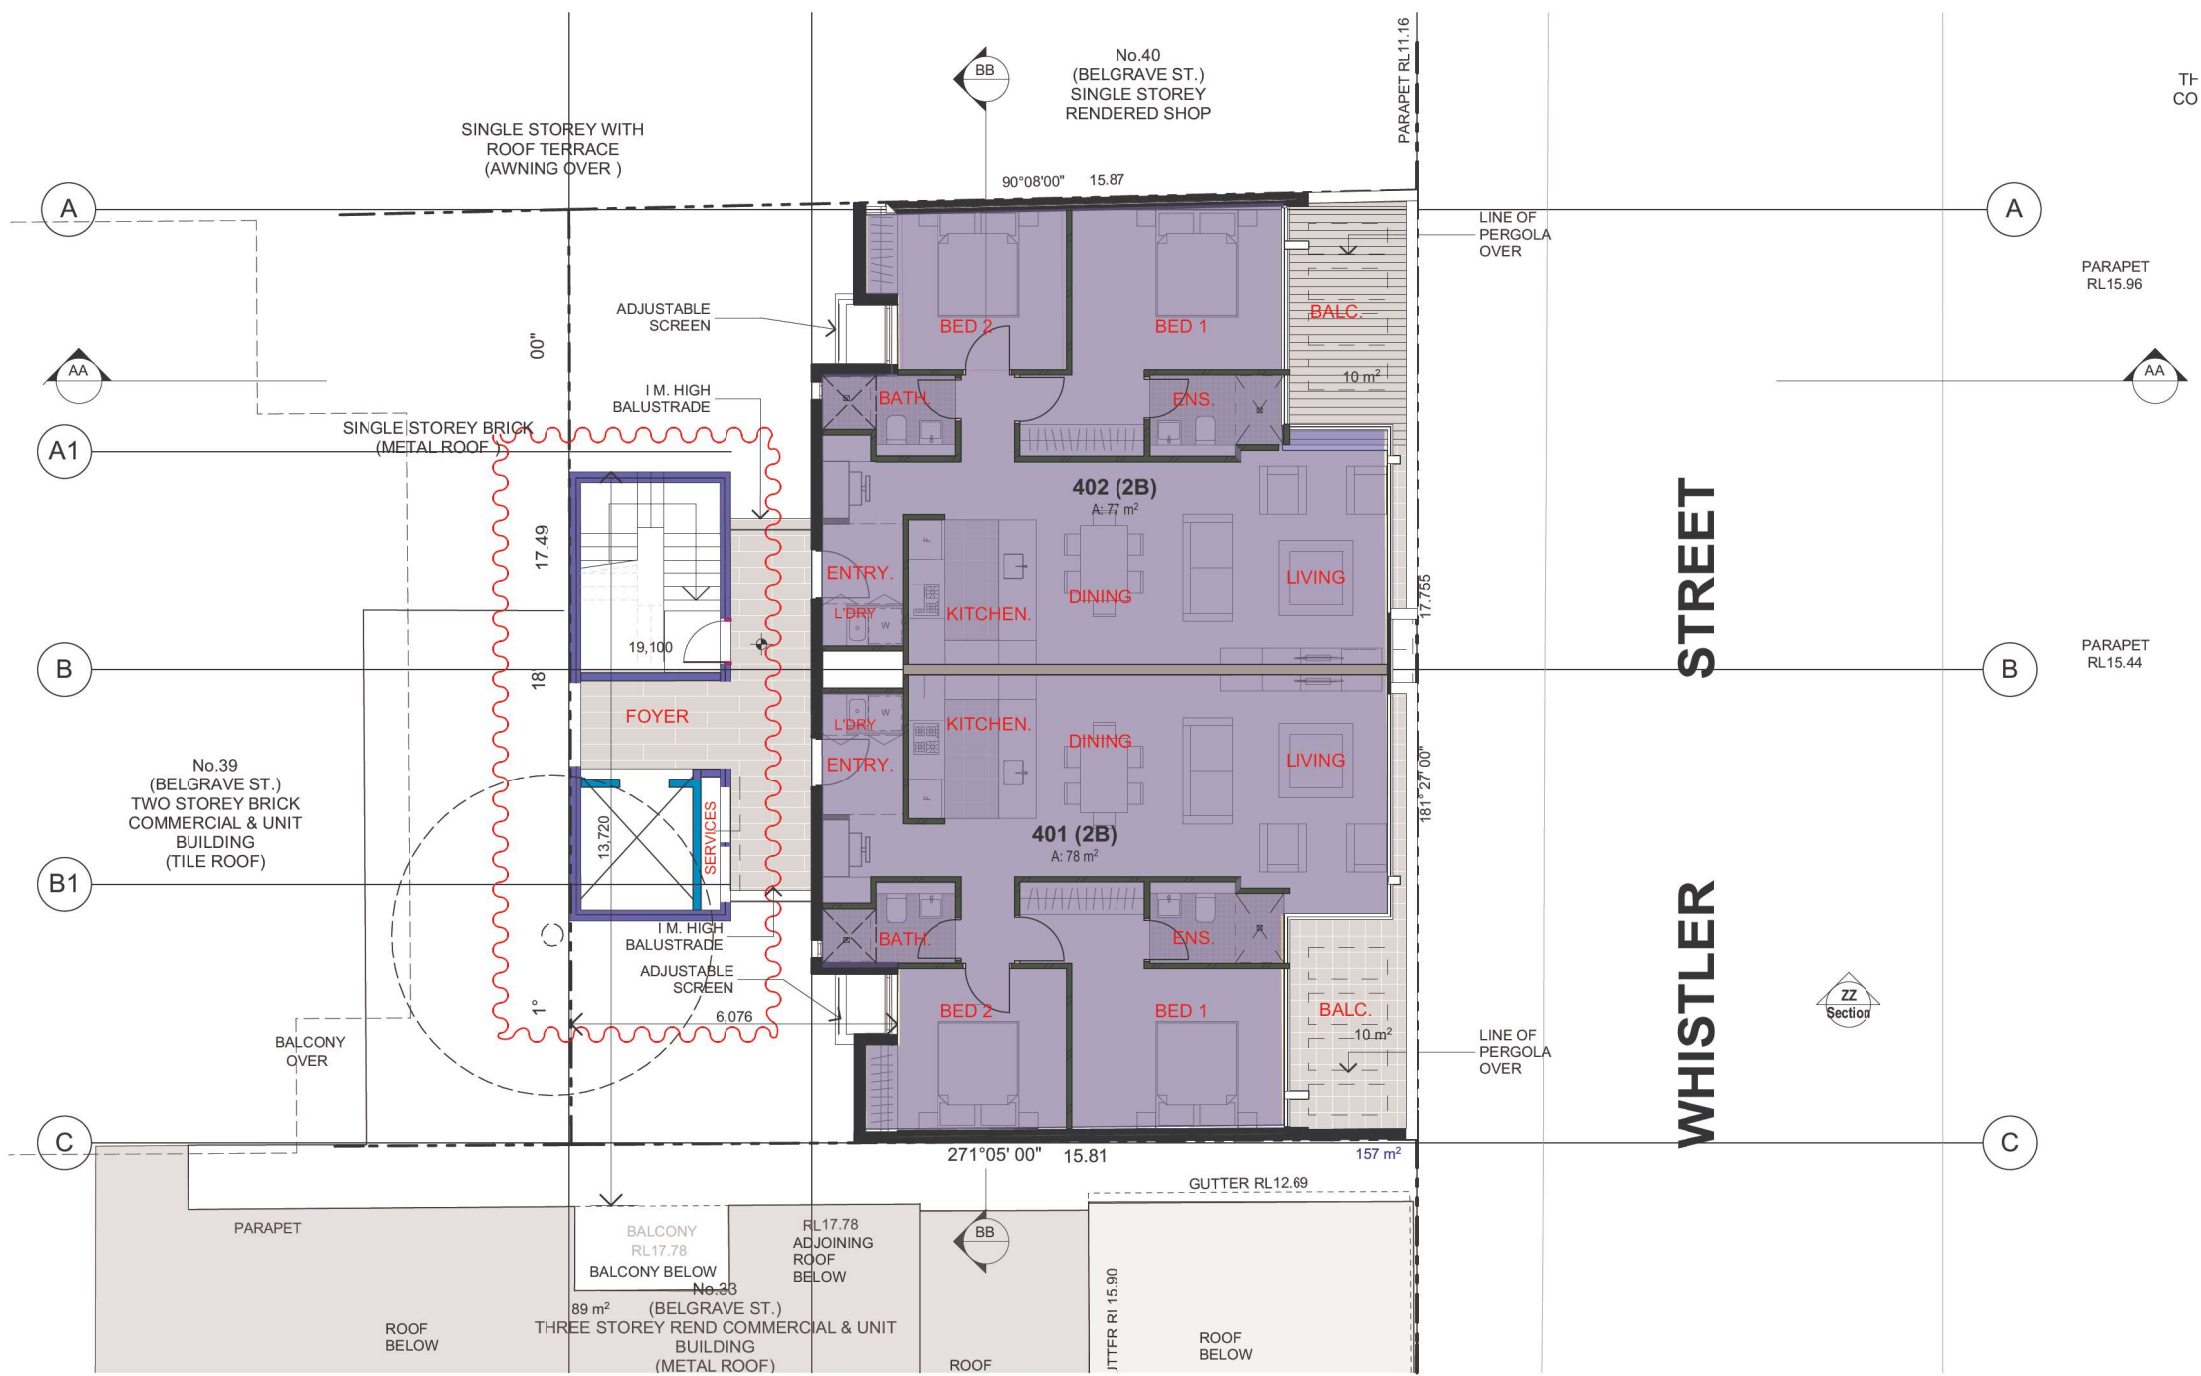 PARAPET RL11.16
No.40
(BELGRAVE ST.)
SINGLE STOREY
RENDERED SHOP
BB
TH
CO
SINGLE STOREY WITH
ROOF TERRACE
(AWNING OVER )
90°08'00" 15.87
A
A
LINE OF
PERGOLA
OVER
PARAPET
RL15.96
ADJUSTABLE
SCREEN
BED 2
BED 1
BALC.
00"
AA
AA
10 m²
I M. HIGH
BALUSTRADE
BATH.
ENS.
SINGLE STOREY BRICK
(METAL ROOF )
A1
402 (2B)
A: 77 m²
F
17.49
ENTRY.
LIVING
DINING
17.755
STREET
L'DRY
W
KITCHEN.
19,100
B
B
PARAPET
RL15.44
18'
FOYER
L'DRY
W
KITCHEN.
DINING
LIVING
ENTRY.
181° 27' 00"
No.39
(BELGRAVE ST.)
TWO STOREY BRICK
COMMERCIAL & UNIT
BUILDING
(TILE ROOF)
F
SERVICES
13,720
401 (2B)
A: 78 m²
B1
I M. HIGH
BALUSTRADE
BATH.
ENS.
ADJUSTABLE
SCREEN
WHISTLER
ZZ
Section
1°
6.076
BED 2
BED 1
BALC.
10 m²
BALCONY
OVER
LINE OF
PERGOLA
OVER
C
C
271°05' 00" 15.81
157 m²
GUTTER RL12.69
PARAPET
BALCONY
RL17.78
BALCONY BELOW
RL17.78
ADJOINING
ROOF
BELOW
BB
No.33
89 m²
(BELGRAVE ST.)
THREE STOREY REND COMMERCIAL & UNIT
BUILDING
(METAL ROOF)
ROOF
BELOW
ROOF
JTTER RI 15.90
ROOF
BELOW